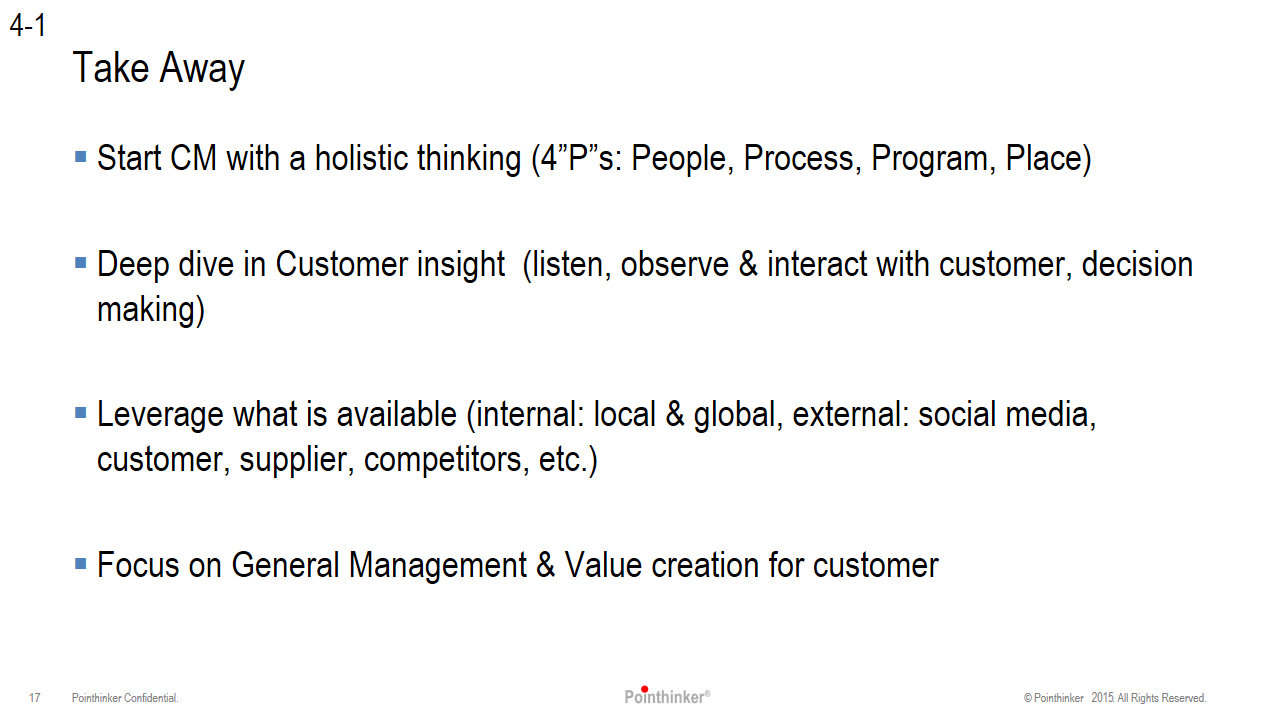 4-1
Take Away
Start CM with a holistic thinking (4”P”s: People, Process, Program, Place)
Deep dive in Customer insight  (listen, observe & interact with customer, decision
making)
Leverage what is available (internal: local & global, external: social media,
customer, supplier, competitors, etc.)
Focus on General Management & Value creation for customer
17 Pointhinker Confidential. Pointhinker® © Pointhinker 2015. All Rights Reserved.